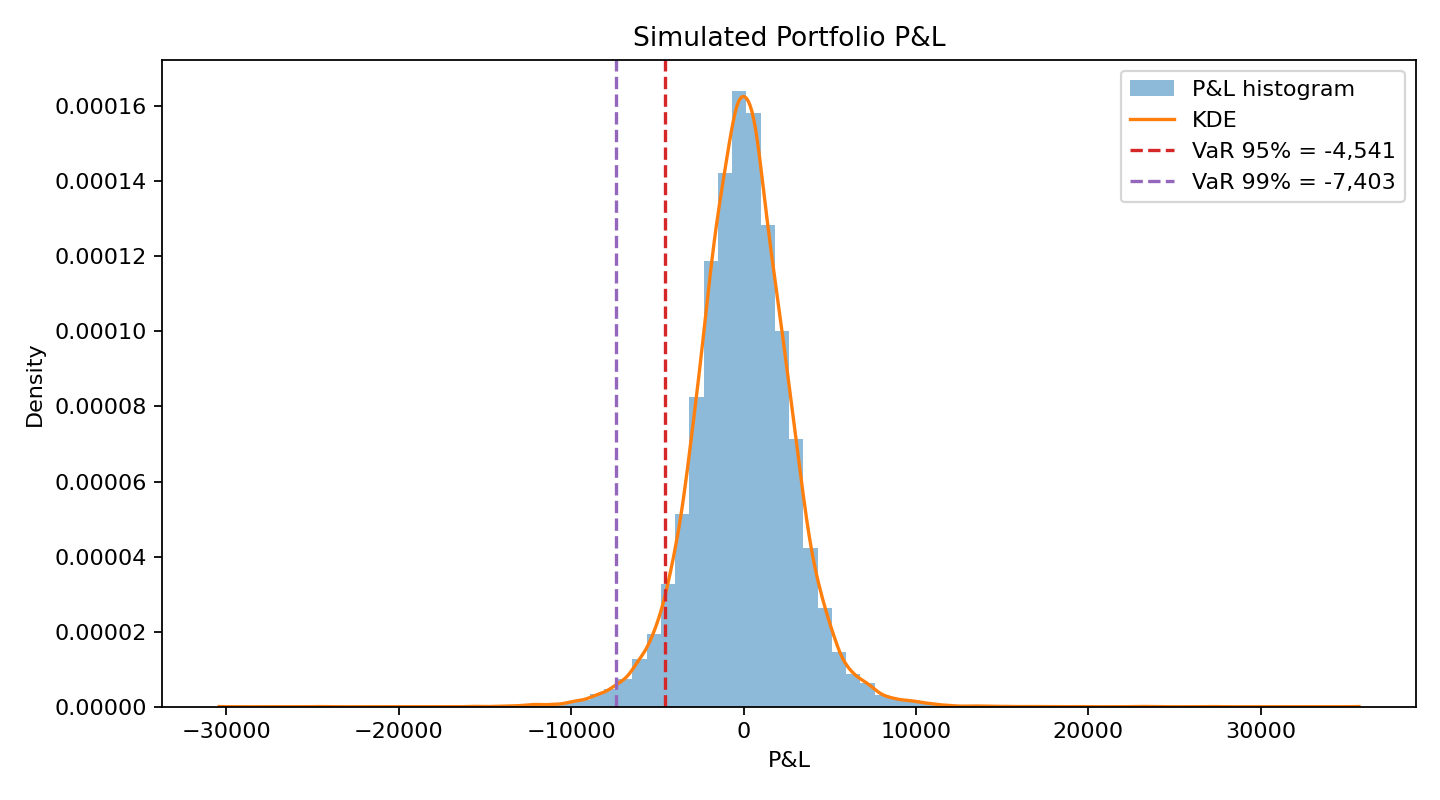 Simulated Portfolio P&L
P&L histogram
KDE
VaR 95% = -4,541
VaR 99% = -7,403
0.00016
0.00014
0.00012
0.00010
0.00008
0.00006
0.00004
0.00002
0.00000
Density
−30000 −20000 −10000 0 10000 20000 30000
P&L